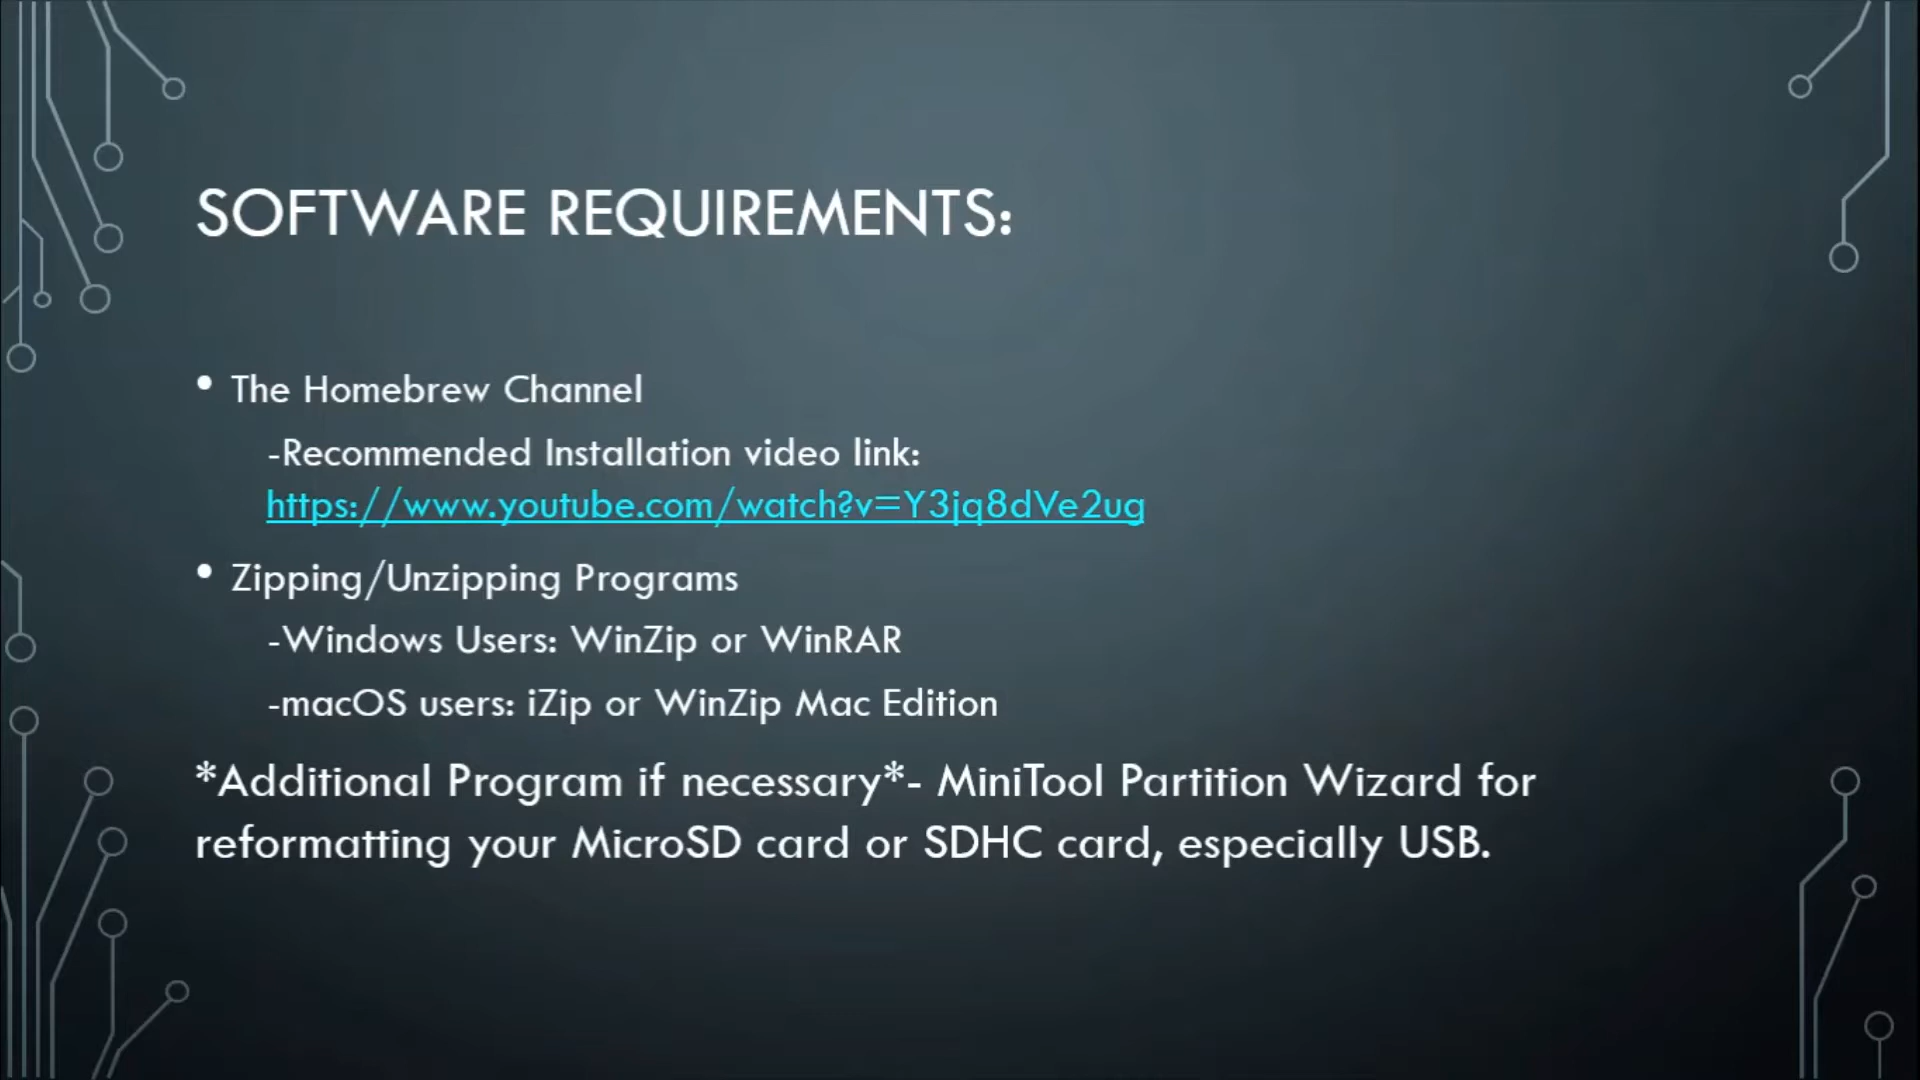 SOFTWARE REQUIREMENTS:
• The Homebrew Channel
-Recommended Installation video link:
https://www.youtube.com/watch?v=Y3jq8dVe2ug
• Zipping/Unzipping Programs
-Windows Users: WinZip or WinRAR
-macOS users: iZip or WinZip Mac Edition
*Additional Program if necessary*- MiniTool Partition Wizard for
reformatting your MicroSD card or SDHC card, especially USB.